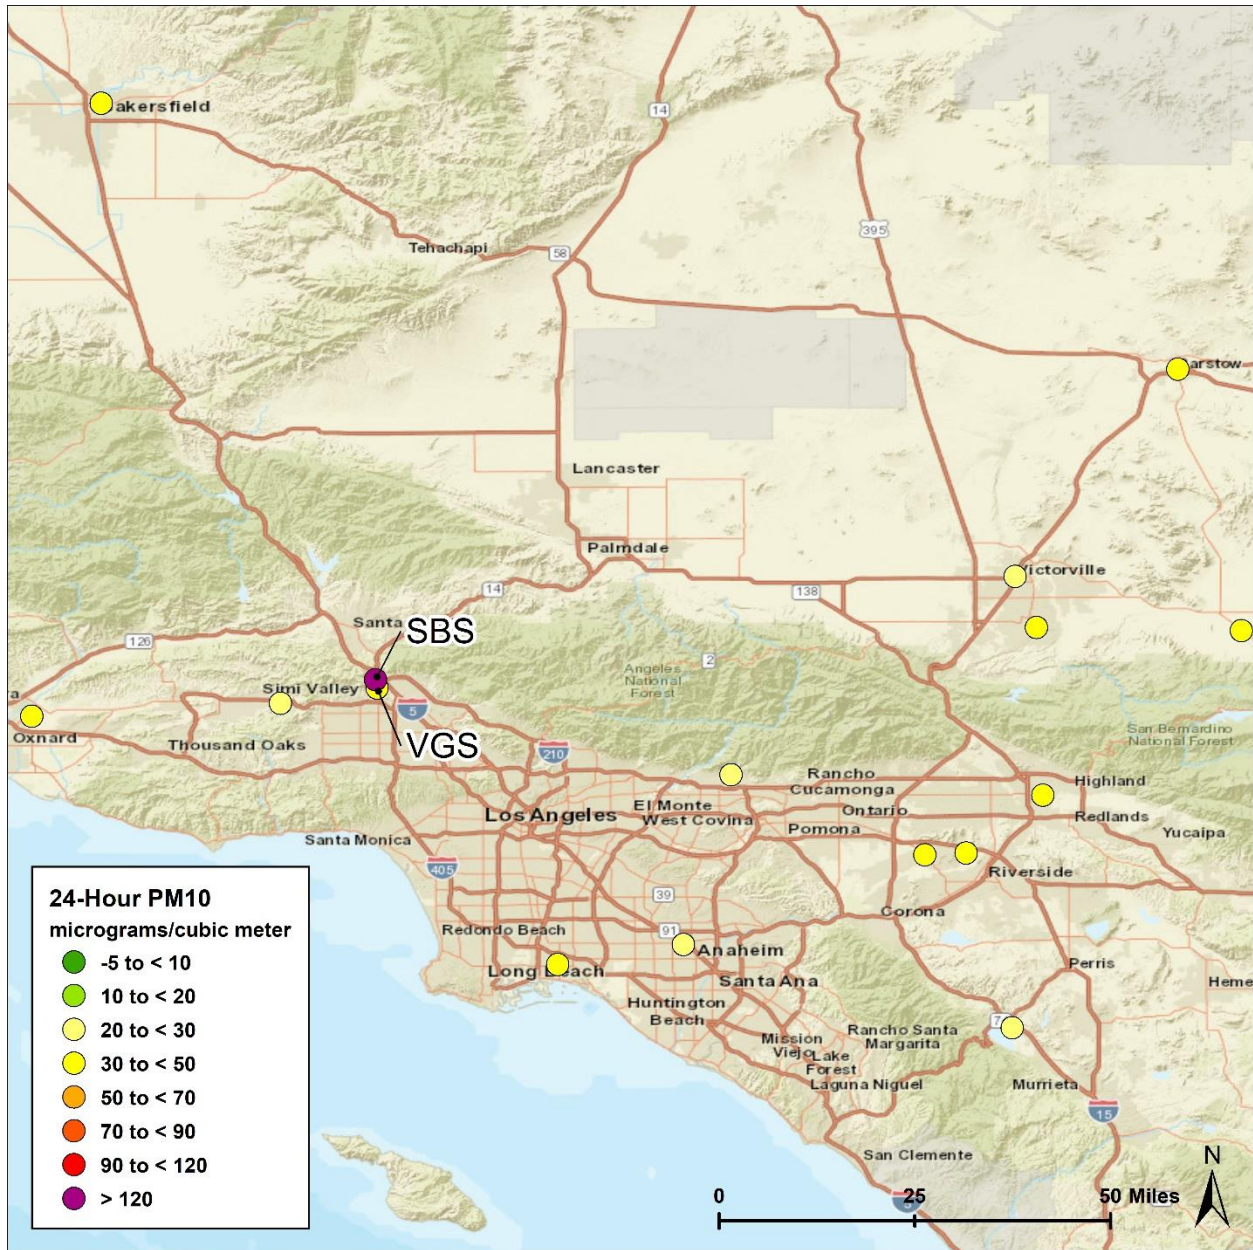 akersfield
14
395
Tehachapi
58
arstow
Lancaster
Palmdale
14
138
ictorville
126
Santa
SBS
2
Angeles
National
Forest
Simi Valley
5
San Bernardino
National Forest
Oxnard
Thousand Oaks
VGS
210
Rancho
Cucamonga
Highland
El Monte
West Covina
Ontario
Los Angeles
Redlands
Pomona
Yucaipa
Santa Monica
405
Riverside
39
Corona
Redondo Beach
91
Anaheim
Long Beach
Perris
Santa Ana
Heme
Huntington
Beach
Mission
Viejo
Rancho Santa
Margarita
Lake
Forest
Laguna Niguel
Murrieta
15
San Clemente
5
24-Hour PM10
micrograms/cubic meter
-5 to < 10
10 to < 20
20 to < 30
30 to < 50
50 to < 70
70 to < 90
90 to < 120
> 120
0 25 50 Miles
N